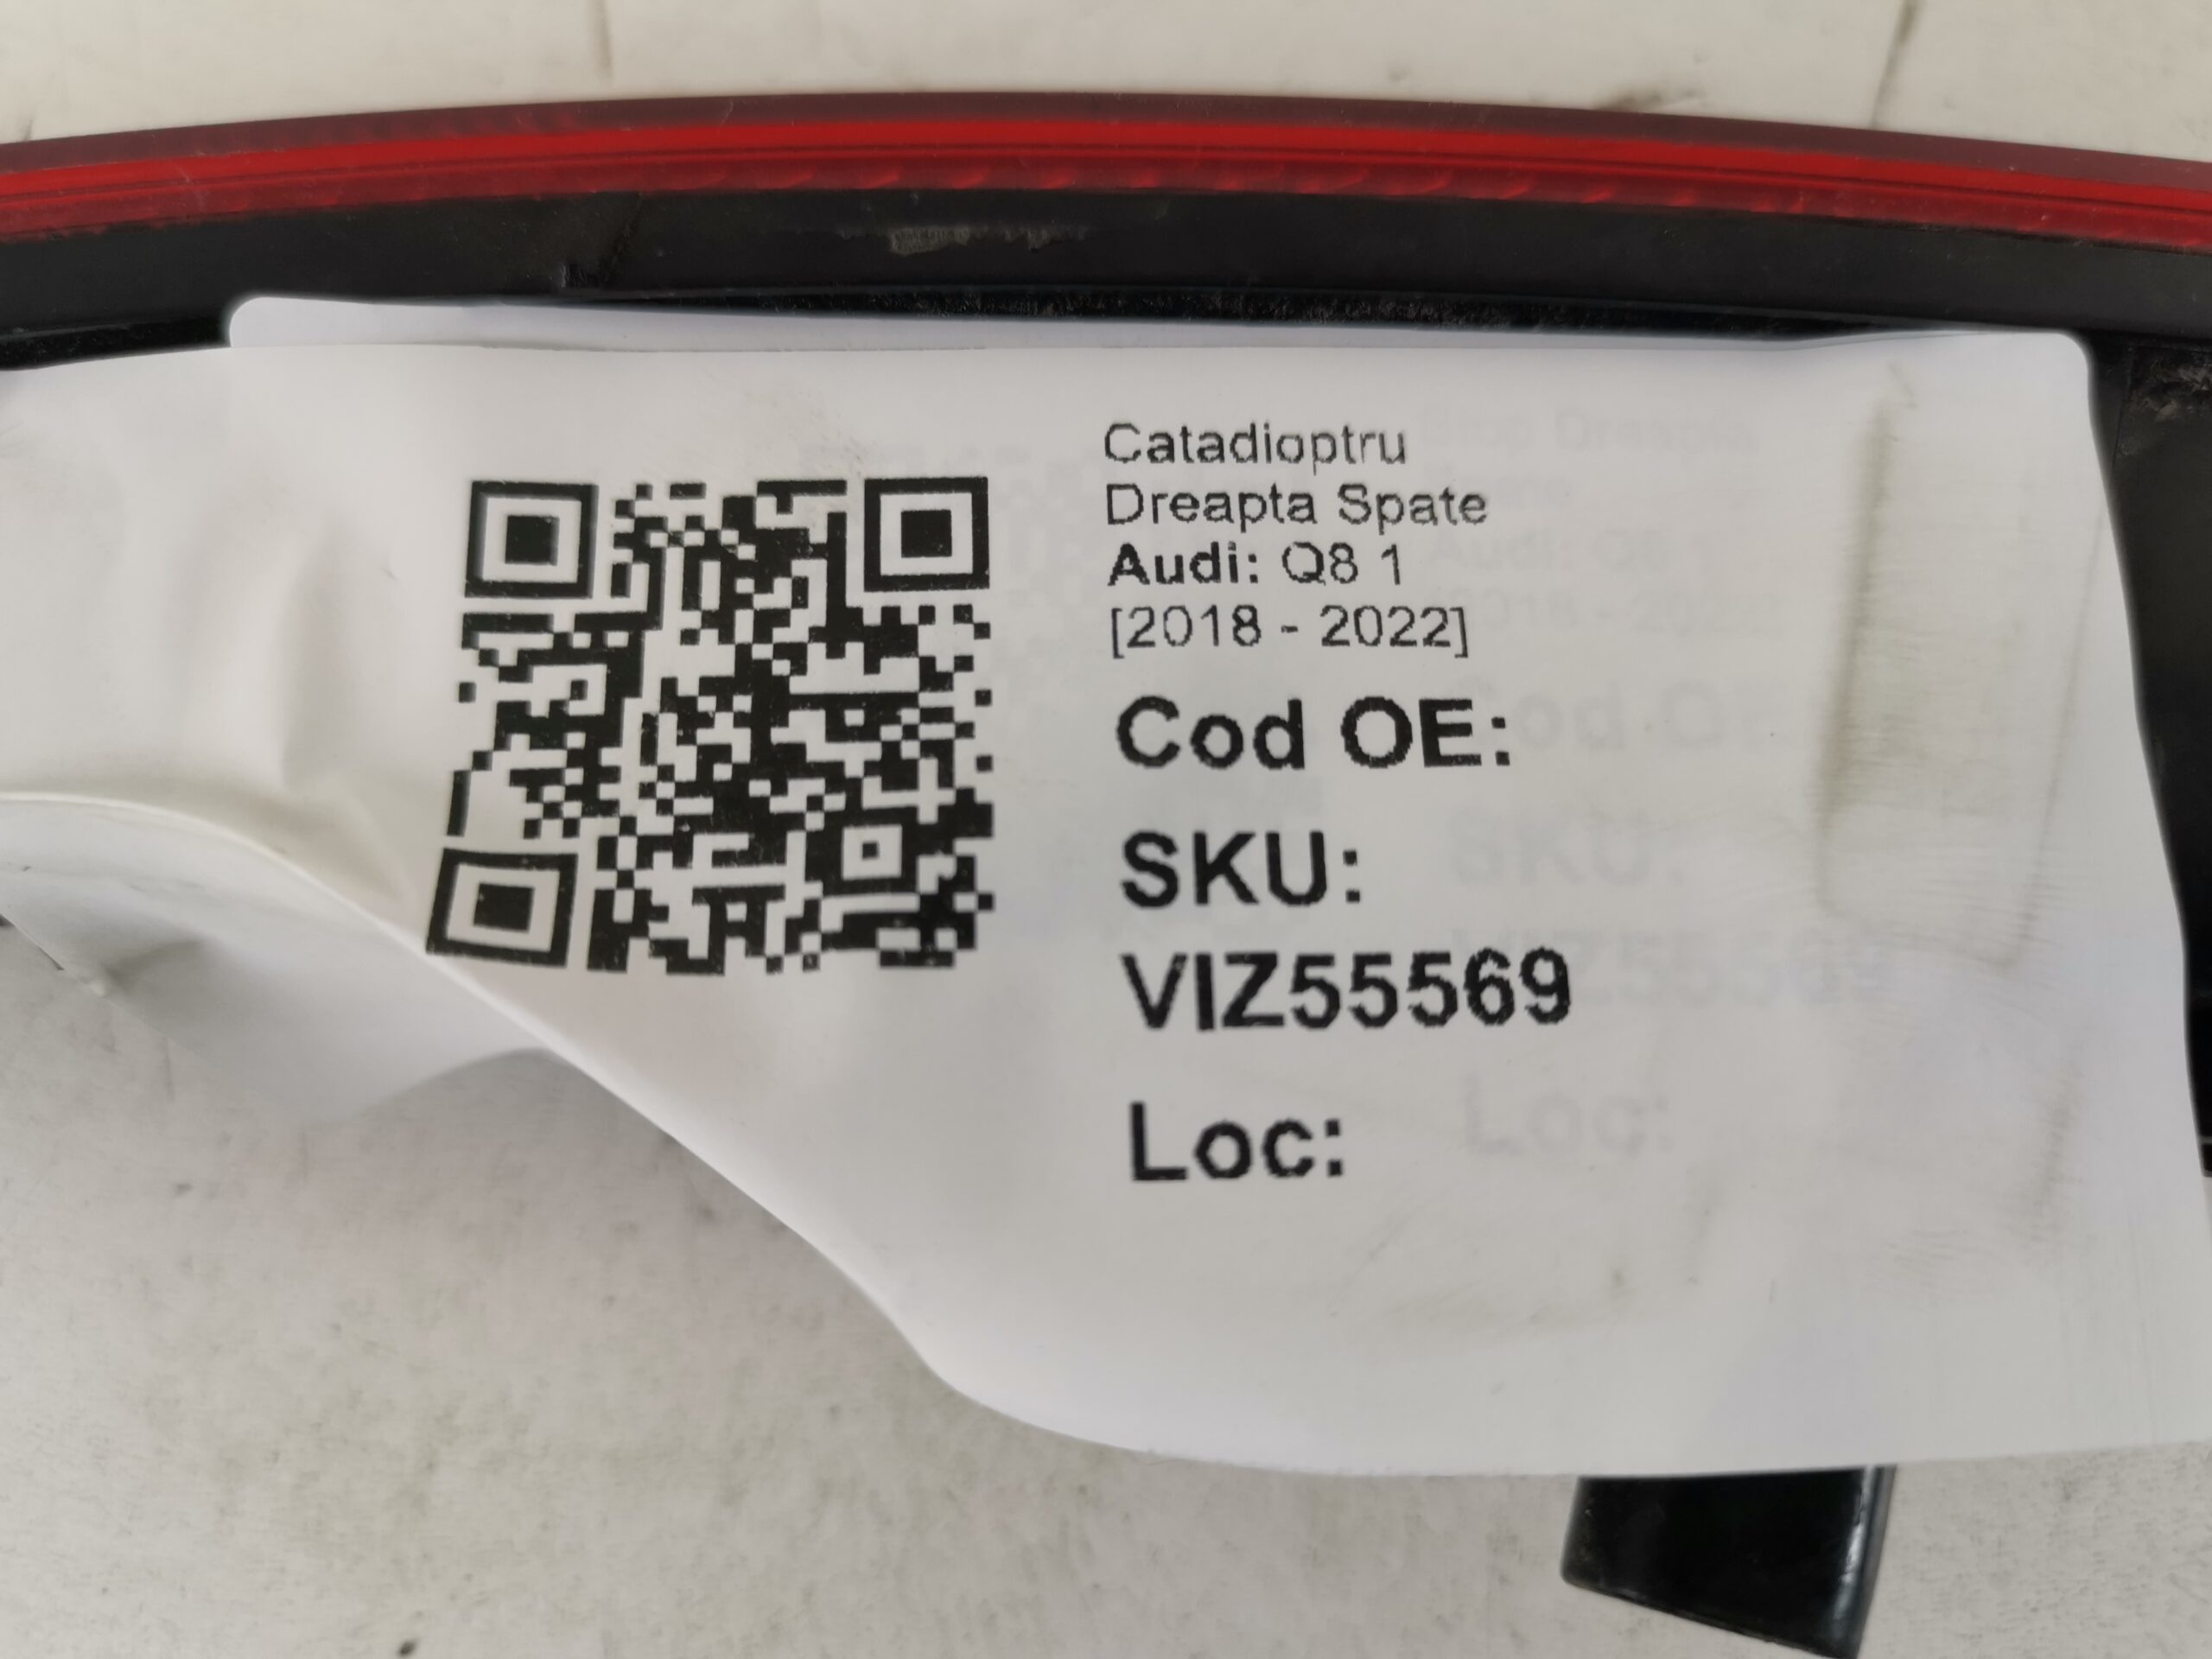 Catadioptru
Dreapta Spate
Audi: Q8 1
[2018 - 2022]
Cod OE:
SKU:
VIZ55569
Loc: